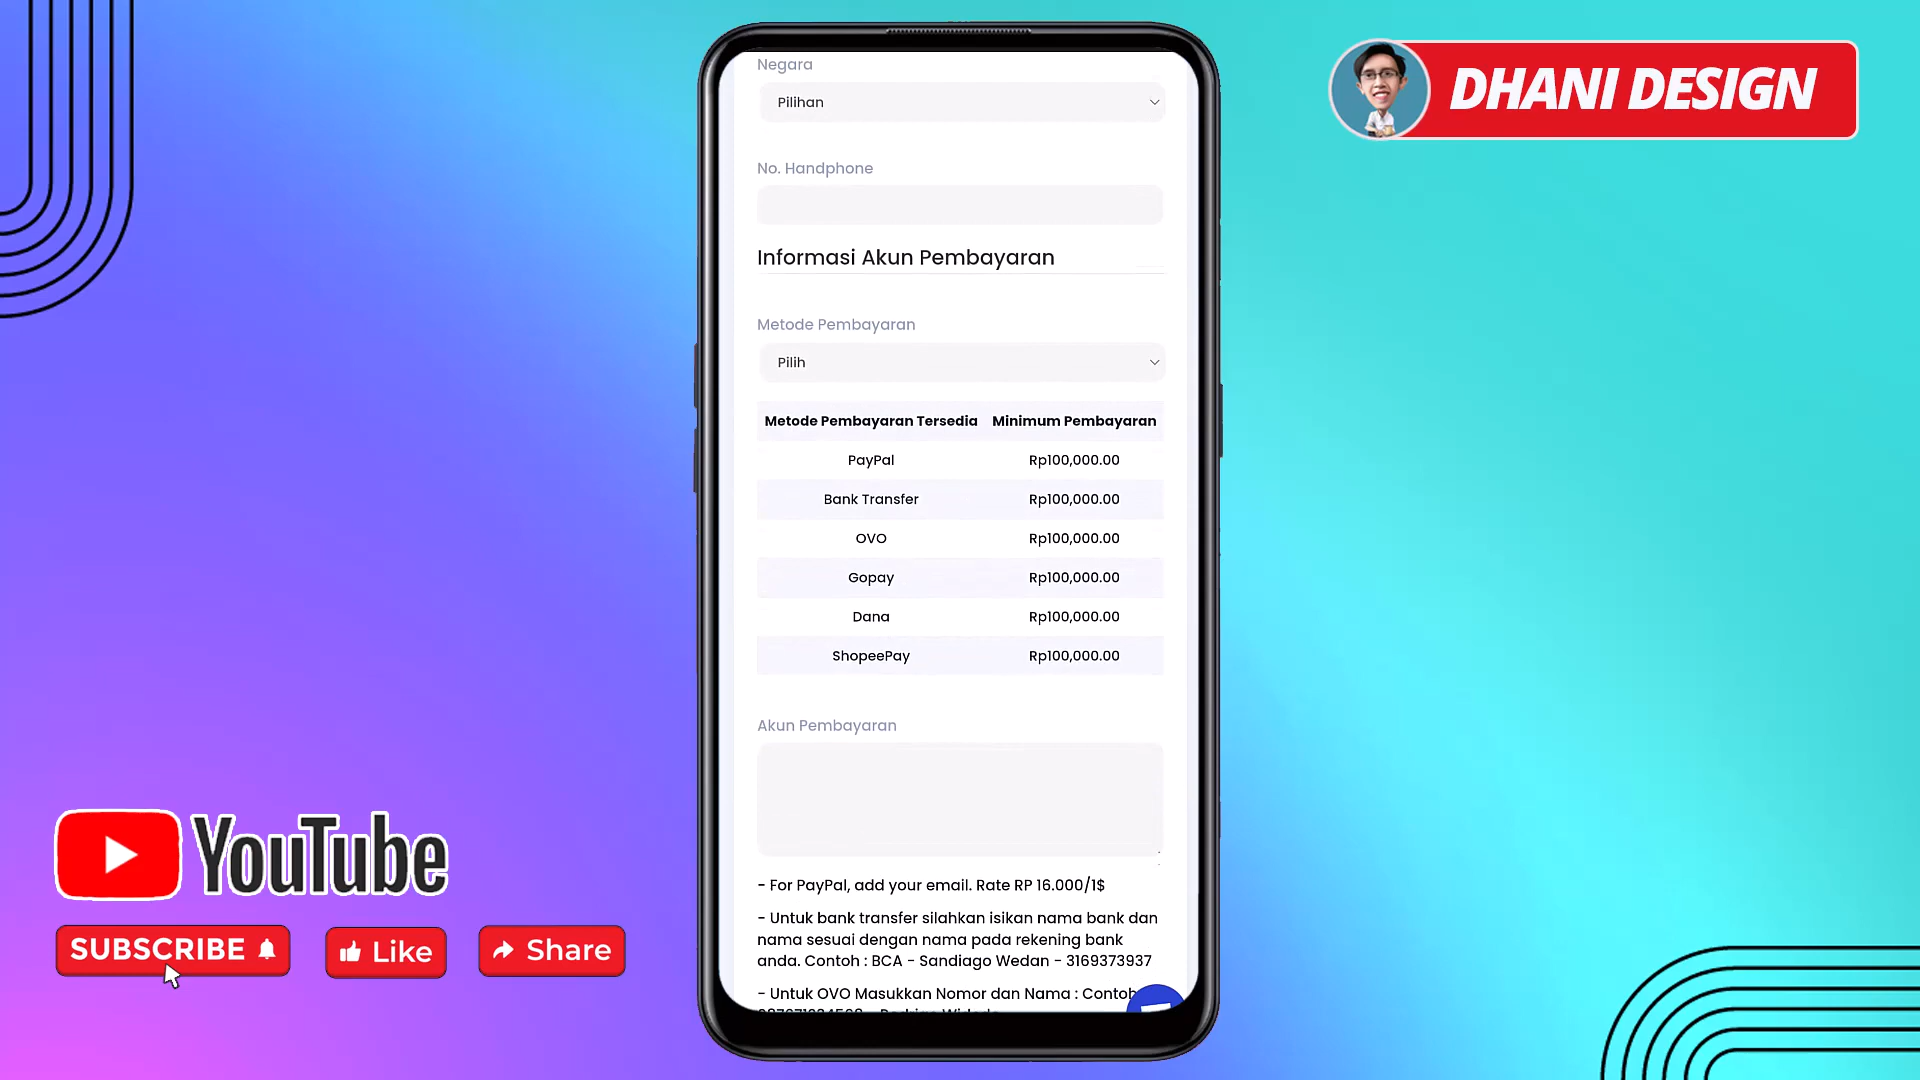 Negara
Pilihan
No. Handphone
Informasi Akun Pembayaran
Metode Pembayaran
Pilih
Metode Pembayaran Tersedia Minimum Pembayaran
PayPal Rp100,000.00
Bank Transfer Rp100,000.00
OVO Rp100,000.00
Gopay Rp100,000.00
Dana Rp100,000.00
ShopeePay Rp100,000.00
Akun Pembayaran
- For PayPal, add your email. Rate RP 16.000/1$
- Untuk bank transfer silahkan isikan nama bank dan
nama sesuai dengan nama pada rekening bank
anda. Contoh : BCA - Sandiago Wedan - 3169373937
- Untuk OVO Masukkan Nomor dan Nama : Contoh
DHANI DESIGN
YouTube
SUBSCRIBE
Like
Share